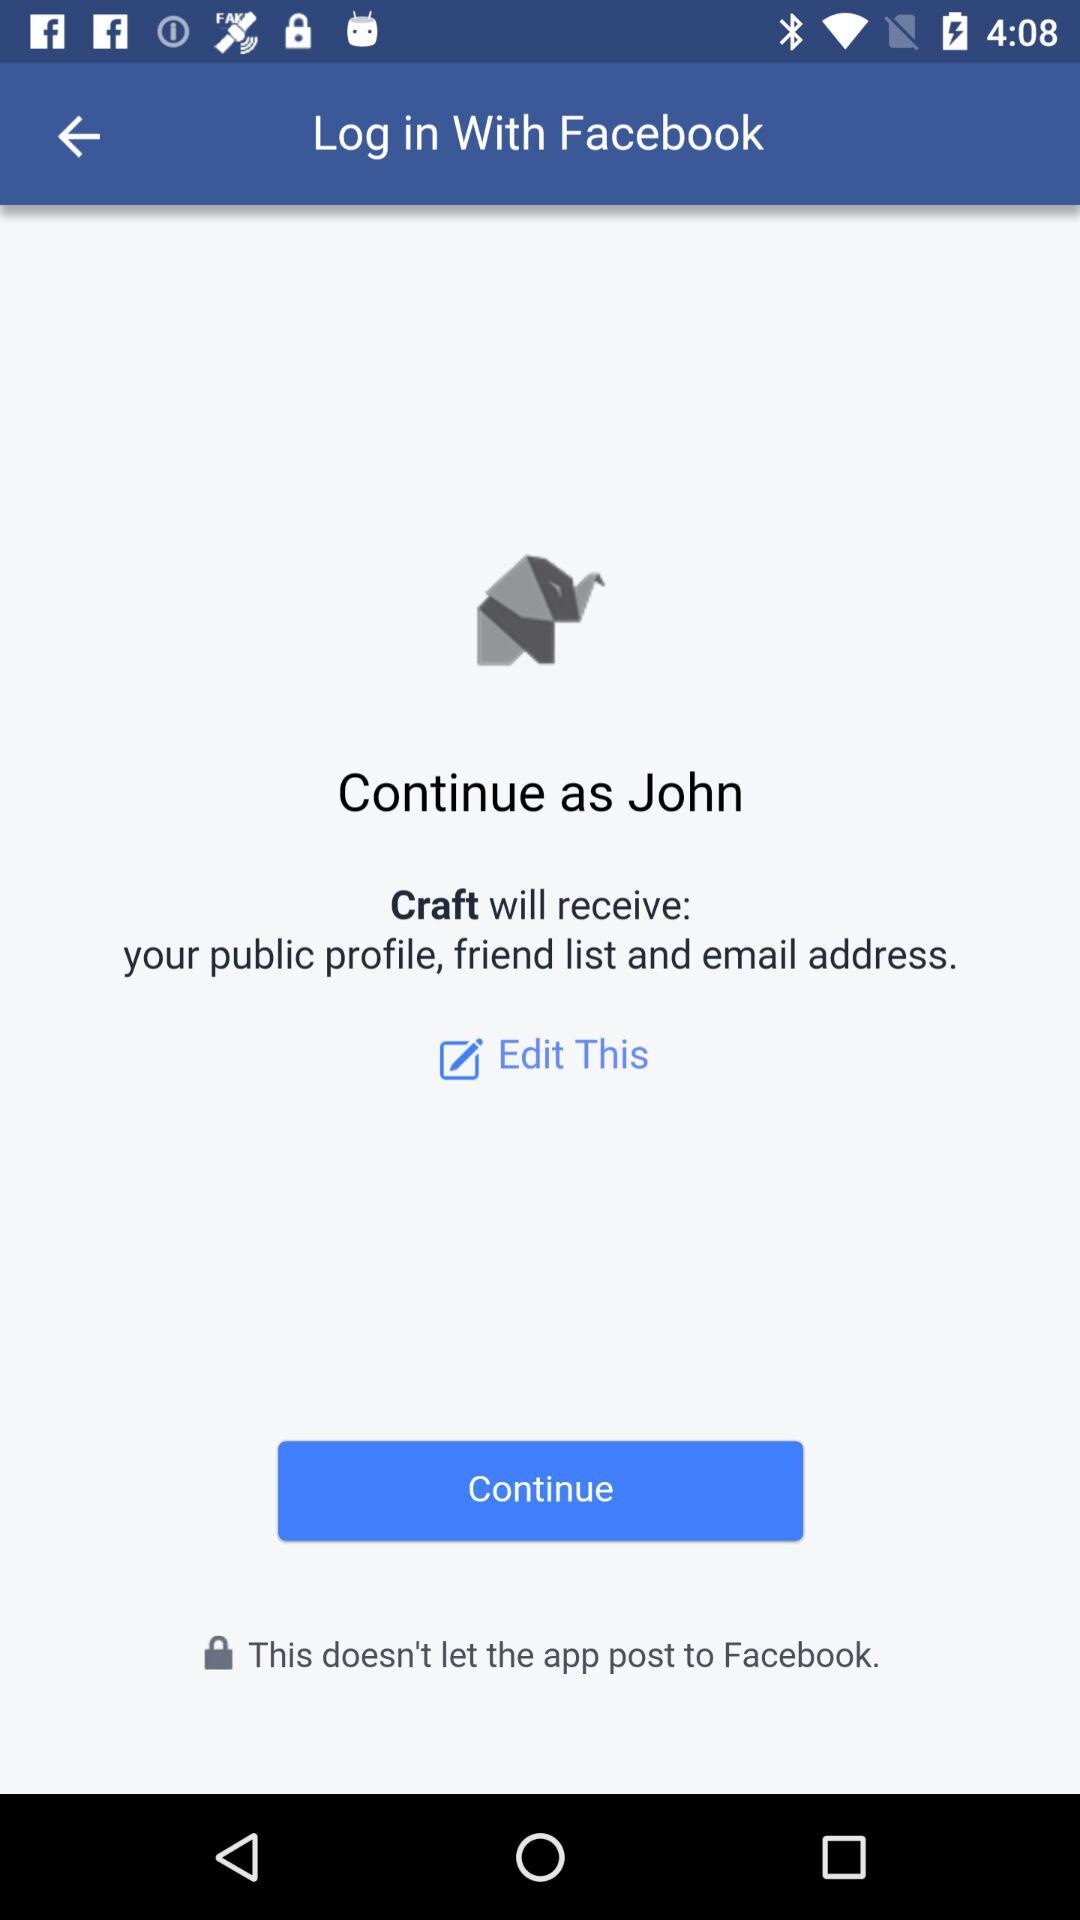 FAKE 4:08
Log in With Facebook
Continue as John
Craft will receive:
your public profile, friend list and email address.
Edit This
Continue
This doesn't let the app post to Facebook.